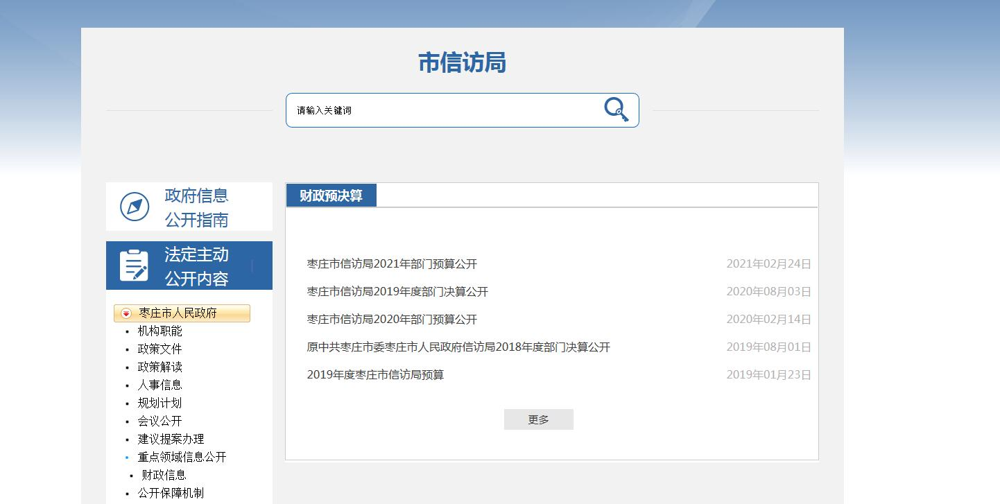 市信访局
请输入关键词
政府信息
公开指南
法定主动
公开内容
枣庄市人民政府
机构职能
政策文件
政策解读
人事信息
规划计划
会议公开
建议提案办理
重点领域信息公开
财政信息
公开保障机制
财政预决算
枣庄市信访局2021年部门预算公开 2021年02月24日
枣庄市信访局2019年度部门决算公开 2020年08月03日
枣庄市信访局2020年部门预算公开 2020年02月14日
原中共枣庄市委枣庄市人民政府信访局2018年度部门决算公开 2019年08月01日
2019年度枣庄市信访局预算 2019年01月23日
更多